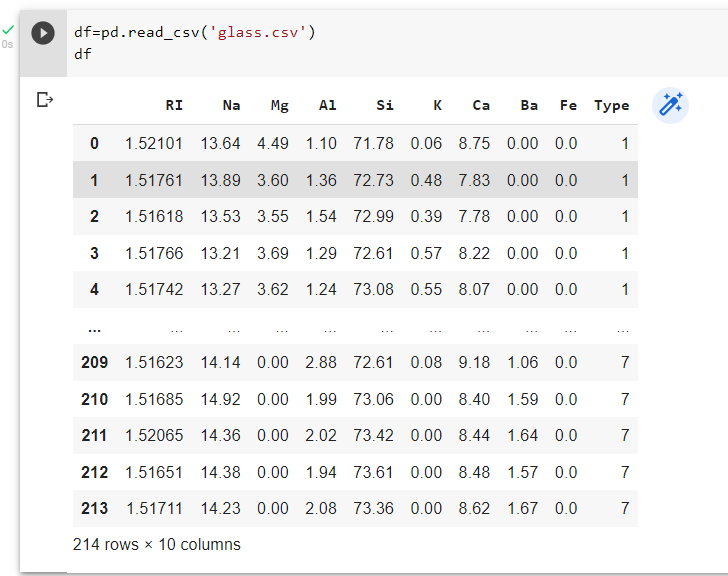 df=pd.read_csv('glass.csv')
df
0s
RI Na Mg Al Si K Ca Ba Fe Type
0 1.52101 13.64 4.49 1.10 71.78 0.06 8.75 0.00 0.0 1
1 1.51761 13.89 3.60 1.36 72.73 0.48 7.83 0.00 0.0 1
2 1.51618 13.53 3.55 1.54 72.99 0.39 7.78 0.00 0.0 1
3 1.51766 13.21 3.69 1.29 72.61 0.57 8.22 0.00 0.0 1
4 1.51742 13.27 3.62 1.24 73.08 0.55 8.07 0.00 0.0 1
... ... ... ... ... ... ... ... ... ... ...
209 1.51623 14.14 0.00 2.88 72.61 0.08 9.18 1.06 0.0 7
210 1.51685 14.92 0.00 1.99 73.06 0.00 8.40 1.59 0.0 7
211 1.52065 14.36 0.00 2.02 73.42 0.00 8.44 1.64 0.0 7
212 1.51651 14.38 0.00 1.94 73.61 0.00 8.48 1.57 0.0 7
213 1.51711 14.23 0.00 2.08 73.36 0.00 8.62 1.67 0.0 7
214 rows × 10 columns